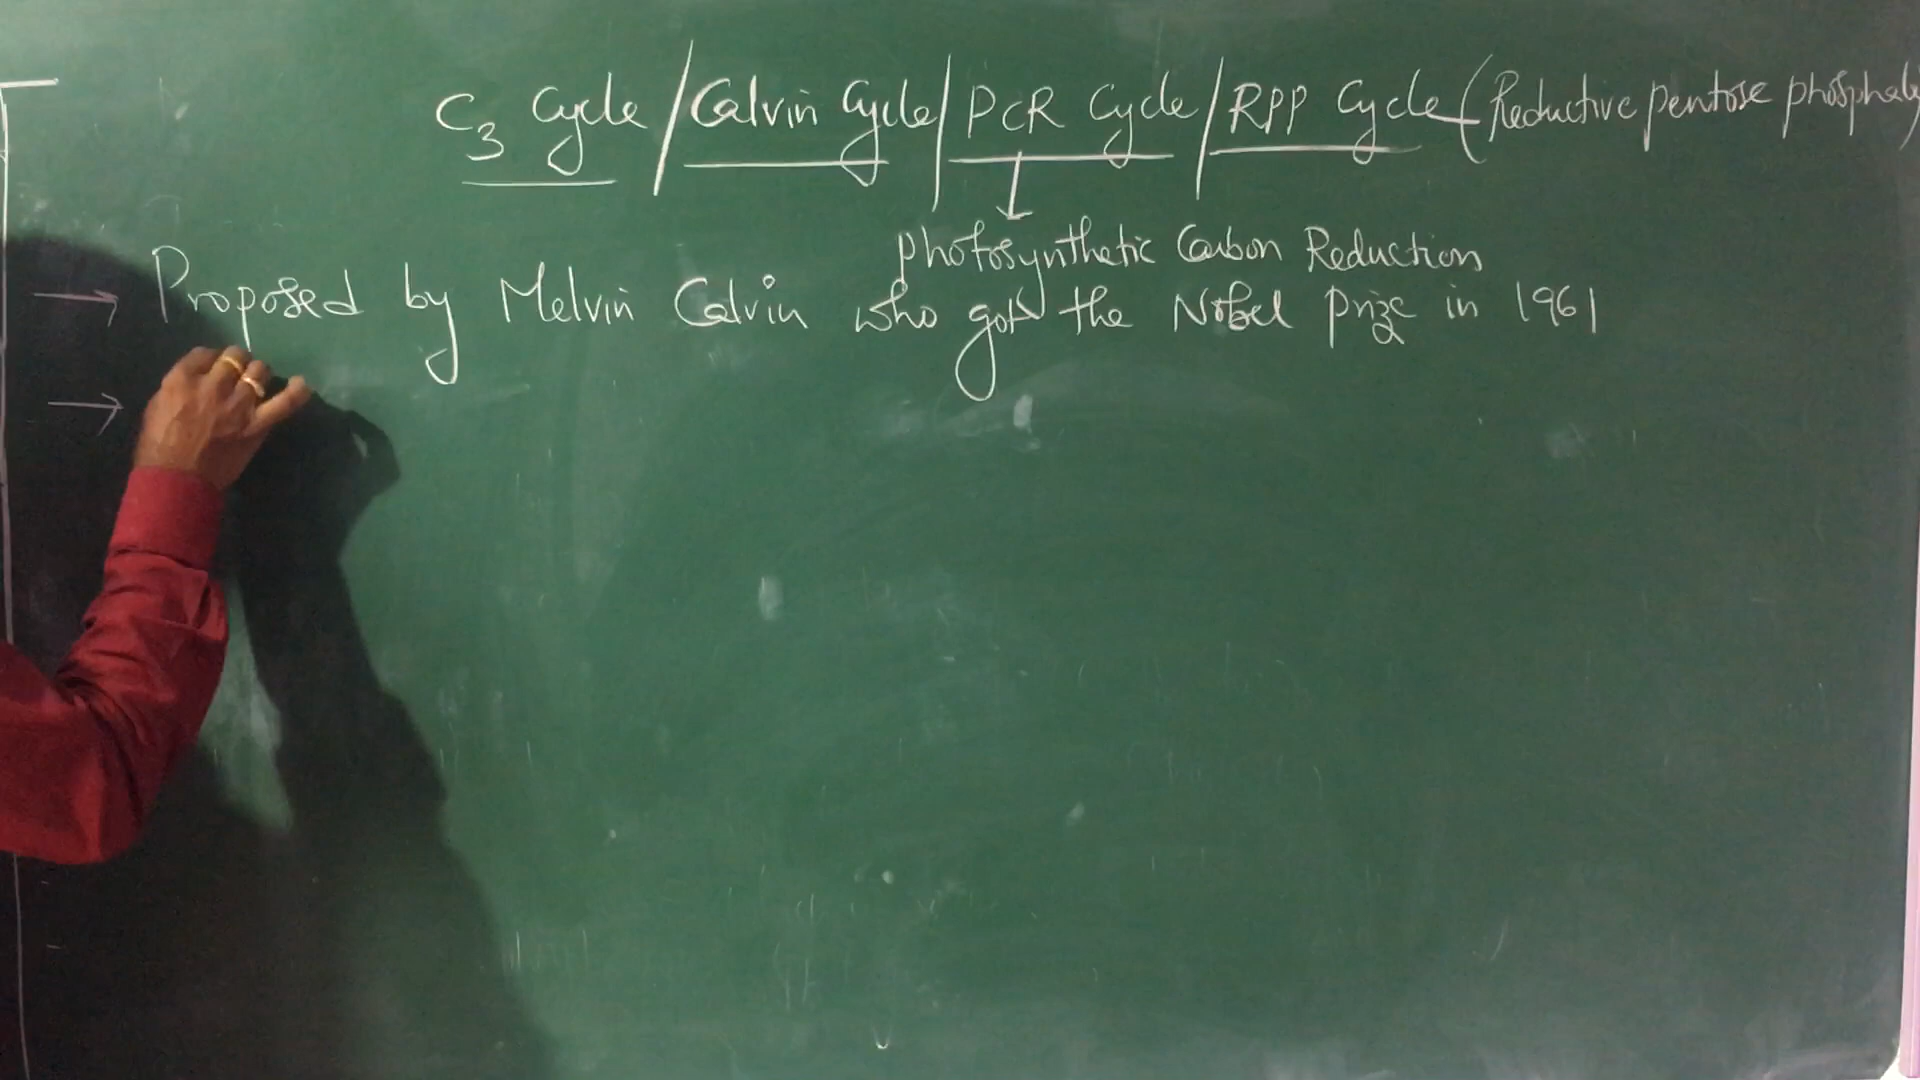 C3 Cycle / Calvin Cycle / PCR Cycle / RPP Cycle (Reductive pentose phosphate)
↓
photosynthetic Carbon Reduction
→ Proposed by Melvin Calvin who got the Nobel prize in 1961
→